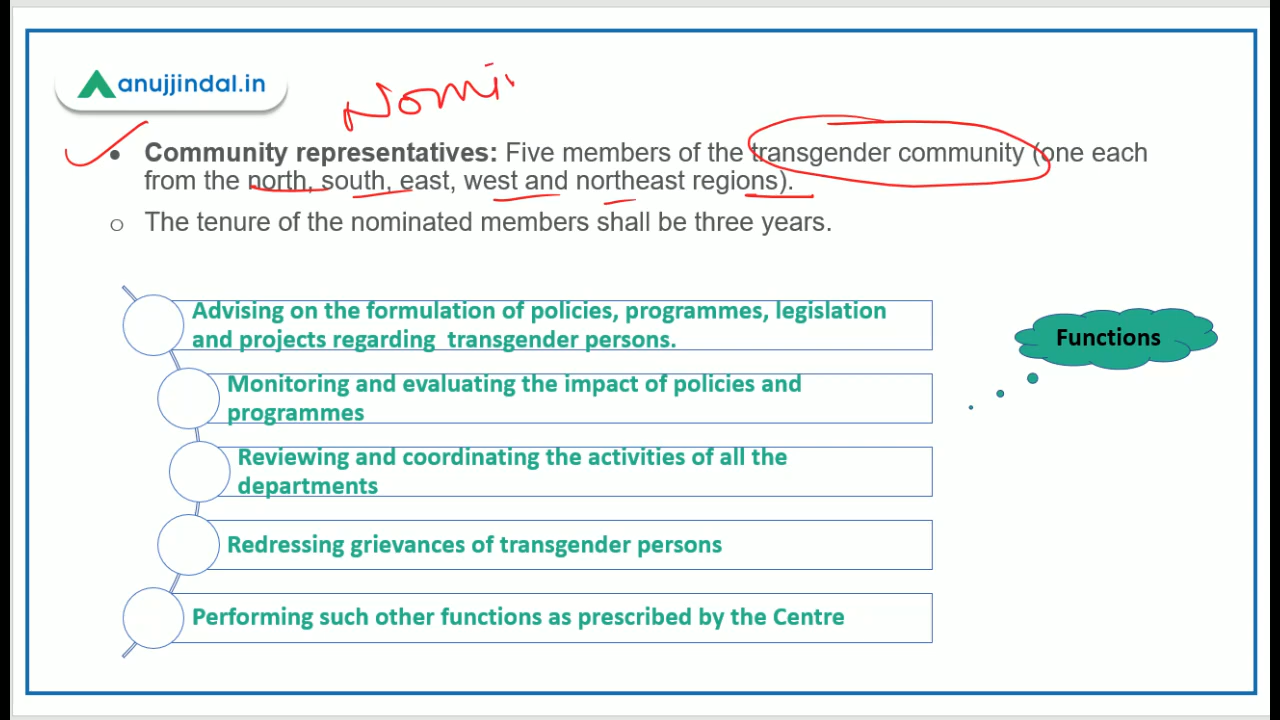 anujjindal.in
Nomi
• Community representatives: Five members of the transgender community (one each
from the north, south, east, west and northeast regions).
o The tenure of the nominated members shall be three years.
Advising on the formulation of policies, programmes, legislation
and projects regarding transgender persons.
Functions
Monitoring and evaluating the impact of policies and
programmes
Reviewing and coordinating the activities of all the
departments
Redressing grievances of transgender persons
Performing such other functions as prescribed by the Centre